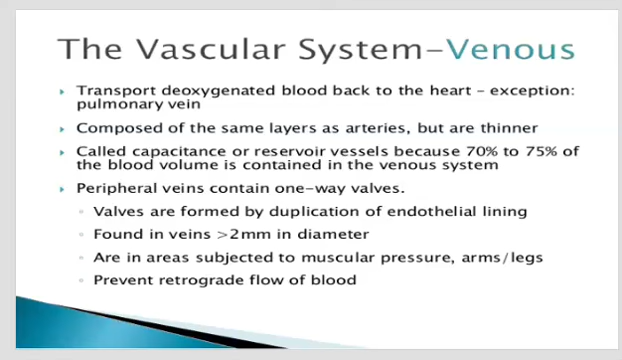 The Vascular System-Venous
Transport deoxygenated blood back to the heart - exception:
pulmonary vein
Composed of the same layers as arteries, but are thinner
Called capacitance or reservoir vessels because 70% to 75% of
the blood volume is contained in the venous system
Peripheral veins contain one-way valves.
Valves are formed by duplication of endothelial lining
Found in veins >2mm in diameter
Are in areas subjected to muscular pressure, arms/legs
Prevent retrograde flow of blood